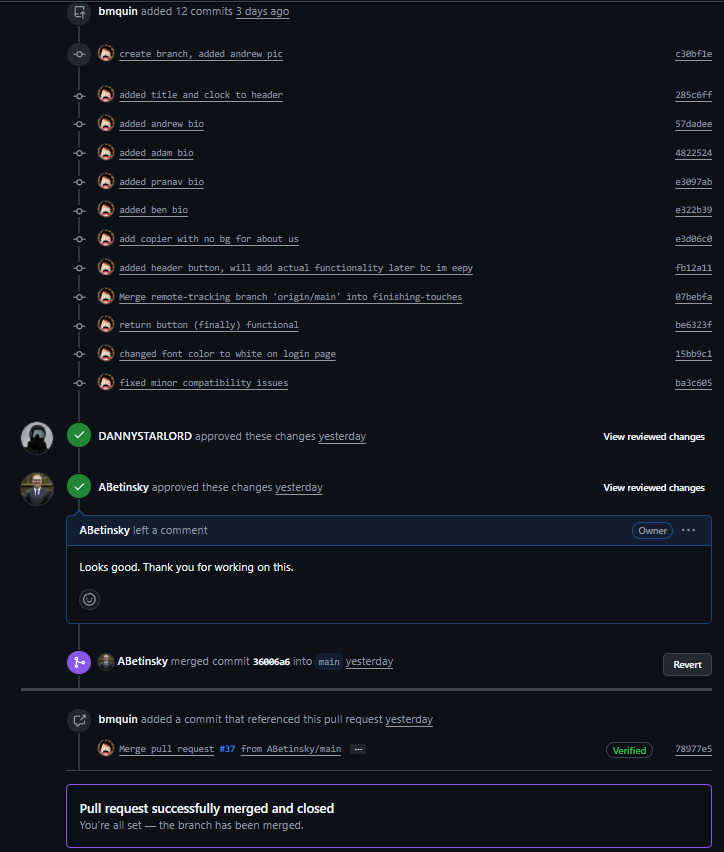 bmquin added 12 commits 3 days ago
create branch, added andrew pic c30bf1e
added title and clock to header 285c6ff
added andrew bio 57dadee
added adam bio 4822524
added pranav bio e3097ab
added ben bio e322b39
add copier with no bg for about us e3d06c0
added header button, will add actual functionality later bc im eepy fb12a11
Merge remote-tracking branch 'origin/main' into finishing-touches 07bebfa
return button (finally) functional be6323f
changed font color to white on login page 15bb9c1
fixed minor compatibility issues ba3c605
DANNYSTARLORD approved these changes yesterday View reviewed changes
ABetinsky approved these changes yesterday View reviewed changes
ABetinsky left a comment Owner ...
Looks good. Thank you for working on this.
ABetinsky merged commit 36006a6 into main yesterday Revert
bmquin added a commit that referenced this pull request yesterday
Merge pull request #37 from ABetinsky/main ... Verified 78977e5
Pull request successfully merged and closed
You're all set — the branch has been merged.